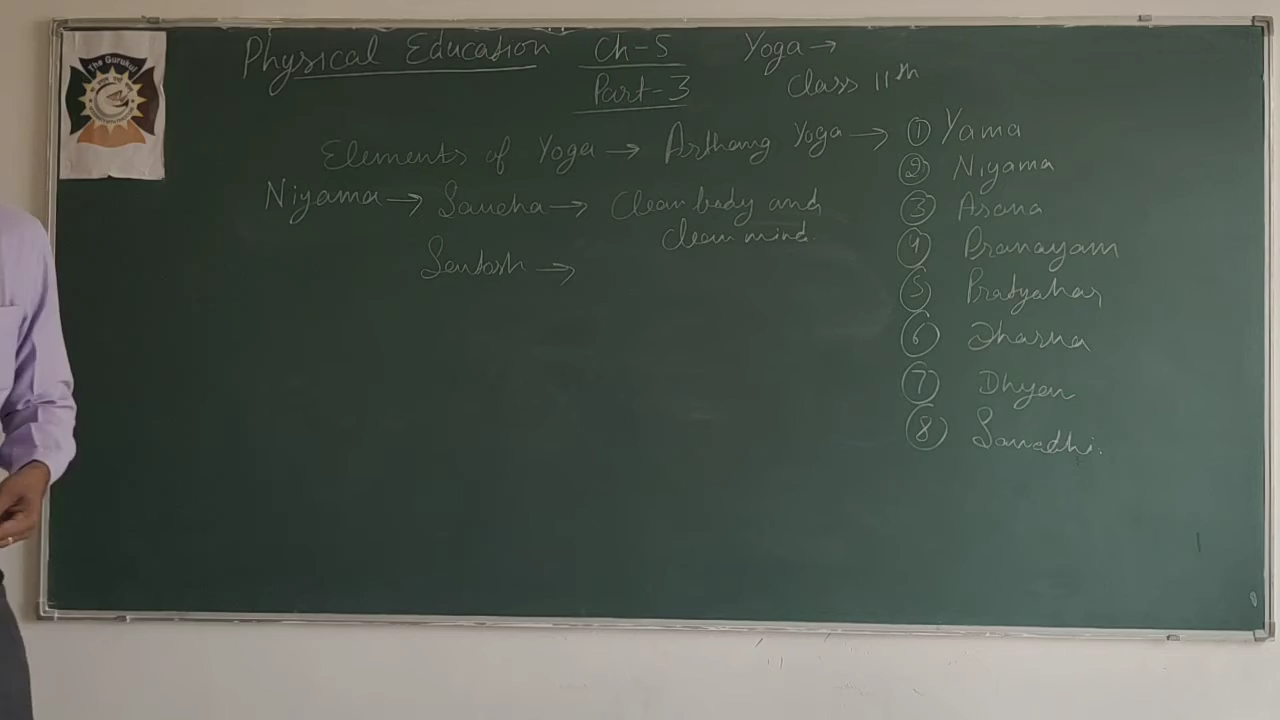 The Gurukul
Physical Education Ch-5 Yoga →
Part-3 Class 11th
Elements of Yoga → Asthang Yoga → ① Yama
② Niyama
Niyama → Saucha → Clean body and
clean mind.
③ Asana
④ Pranayam
Santosh →
⑤ Pratyahar
⑥ Dharna
⑦ Dhyan
⑧ Samadhi.